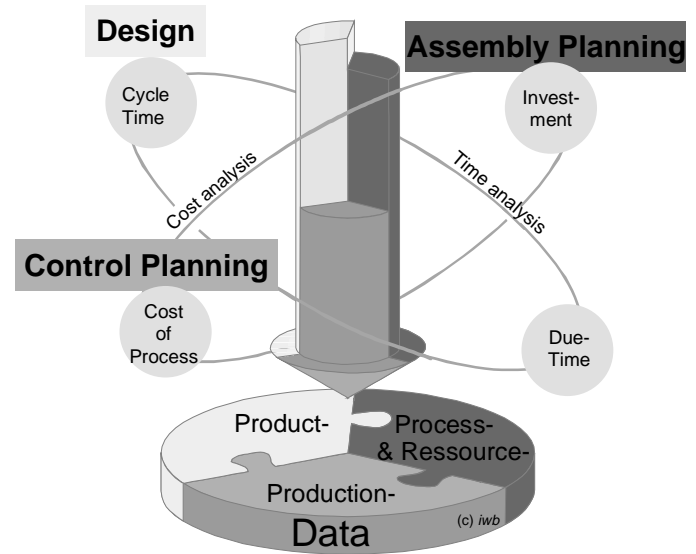 Design
Assembly Planning
Cycle
Time
Invest-
ment
Cost analysis
Time analysis
Control Planning
Cost
of
Process
Due-
Time
Product-
Process-
& Ressource-
Production-
Data
(c) iwb